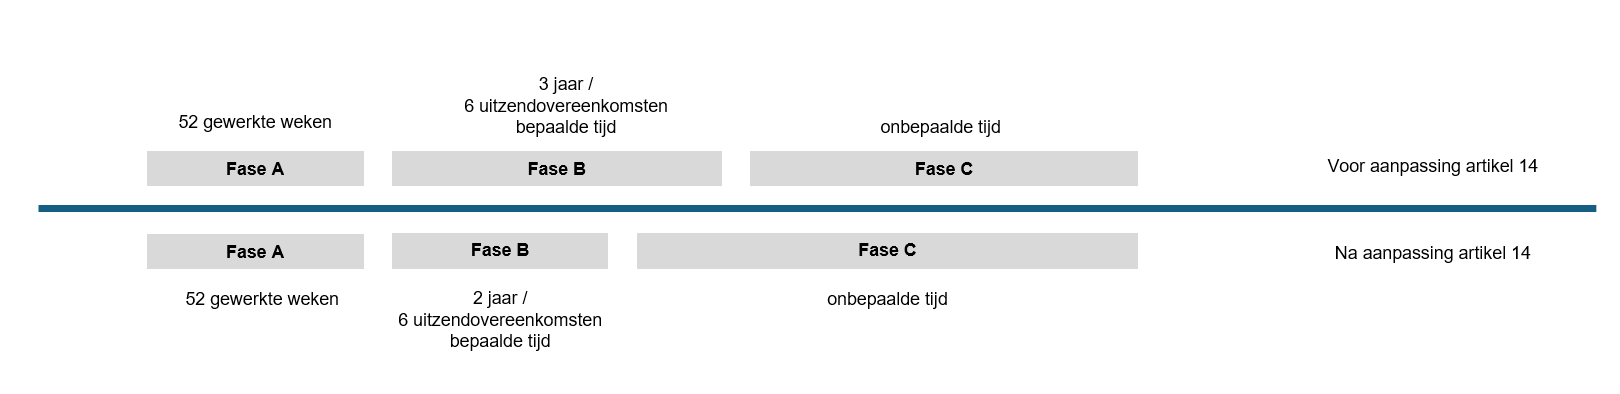 3 jaar /
6 uitzendovereenkomsten
bepaalde tijd
52 gewerkte weken
onbepaalde tijd
Fase A
Fase B
Fase C
Voor aanpassing artikel 14
Fase A
Fase B
Fase C
Na aanpassing artikel 14
52 gewerkte weken
2 jaar /
6 uitzendovereenkomsten
bepaalde tijd
onbepaalde tijd